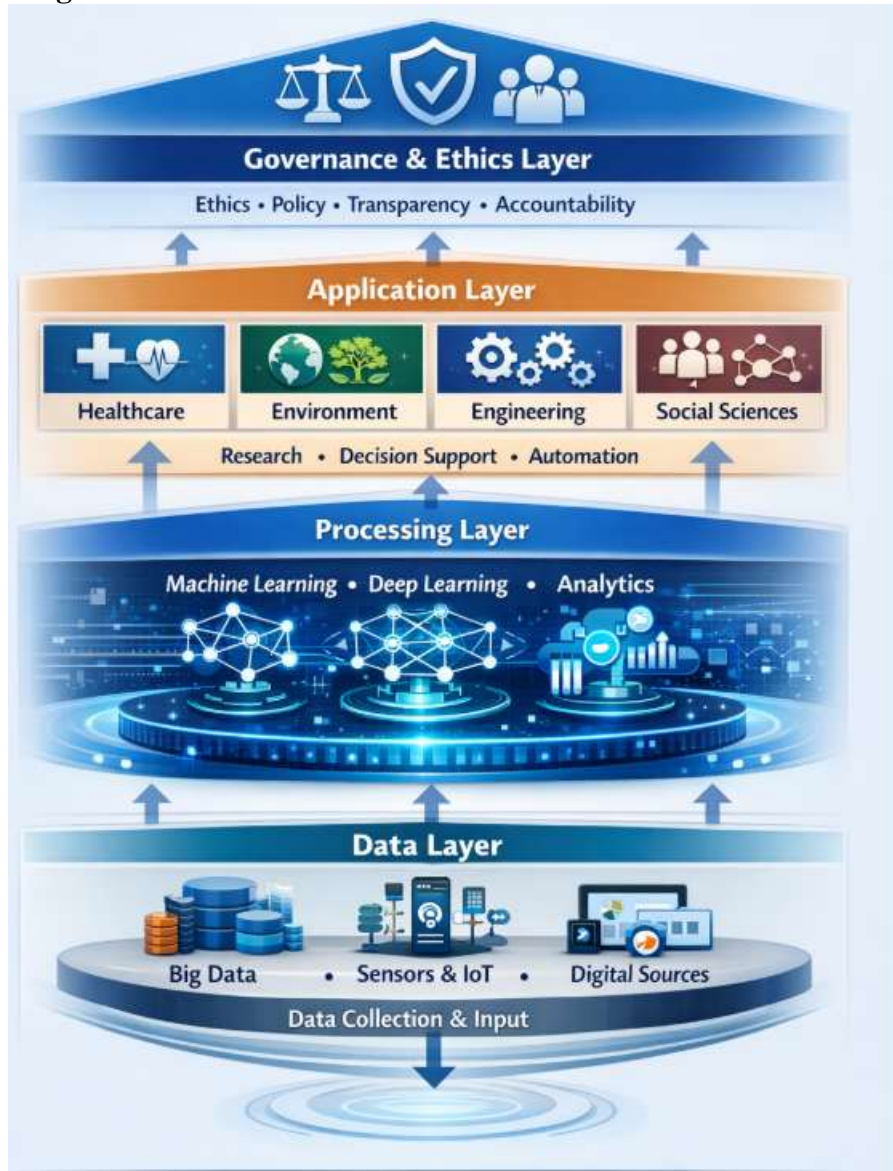 Governance & Ethics Layer
Ethics • Policy • Transparency • Accountability
Application Layer
Healthcare
Environment
Engineering
Social Sciences
Research • Decision Support • Automation
Processing Layer
Machine Learning • Deep Learning • Analytics
Data Layer
Big Data • Sensors & IoT • Digital Sources
Data Collection & Input